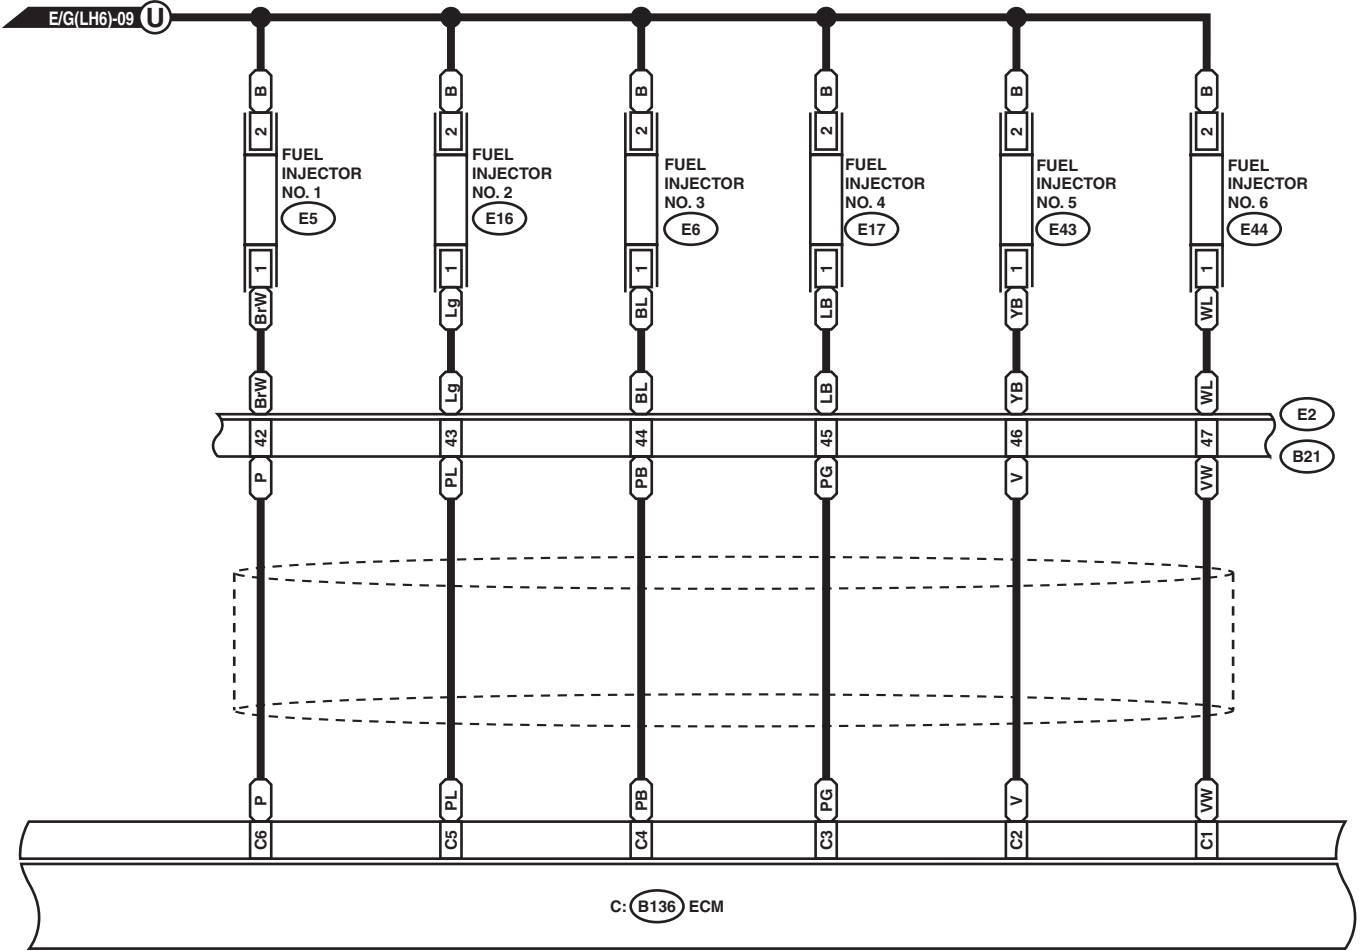 E/G(LH6)-09 U
B B B B B B
2 2 2 2 2 2
FUEL
INJECTOR
NO. 1
E5
FUEL
INJECTOR
NO. 2
E16
FUEL
INJECTOR
NO. 3
E6
FUEL
INJECTOR
NO. 4
E17
FUEL
INJECTOR
NO. 5
E43
FUEL
INJECTOR
NO. 6
E44
1 1 1 1 1 1
BrW Lg BL LB YB WL
BrW Lg BL LB YB WL
E2
42 43 44 45 46 47
B21
P PL PB PG V VW
P PL PB PG V VW
C6 C5 C4 C3 C2 C1
C: B136 ECM